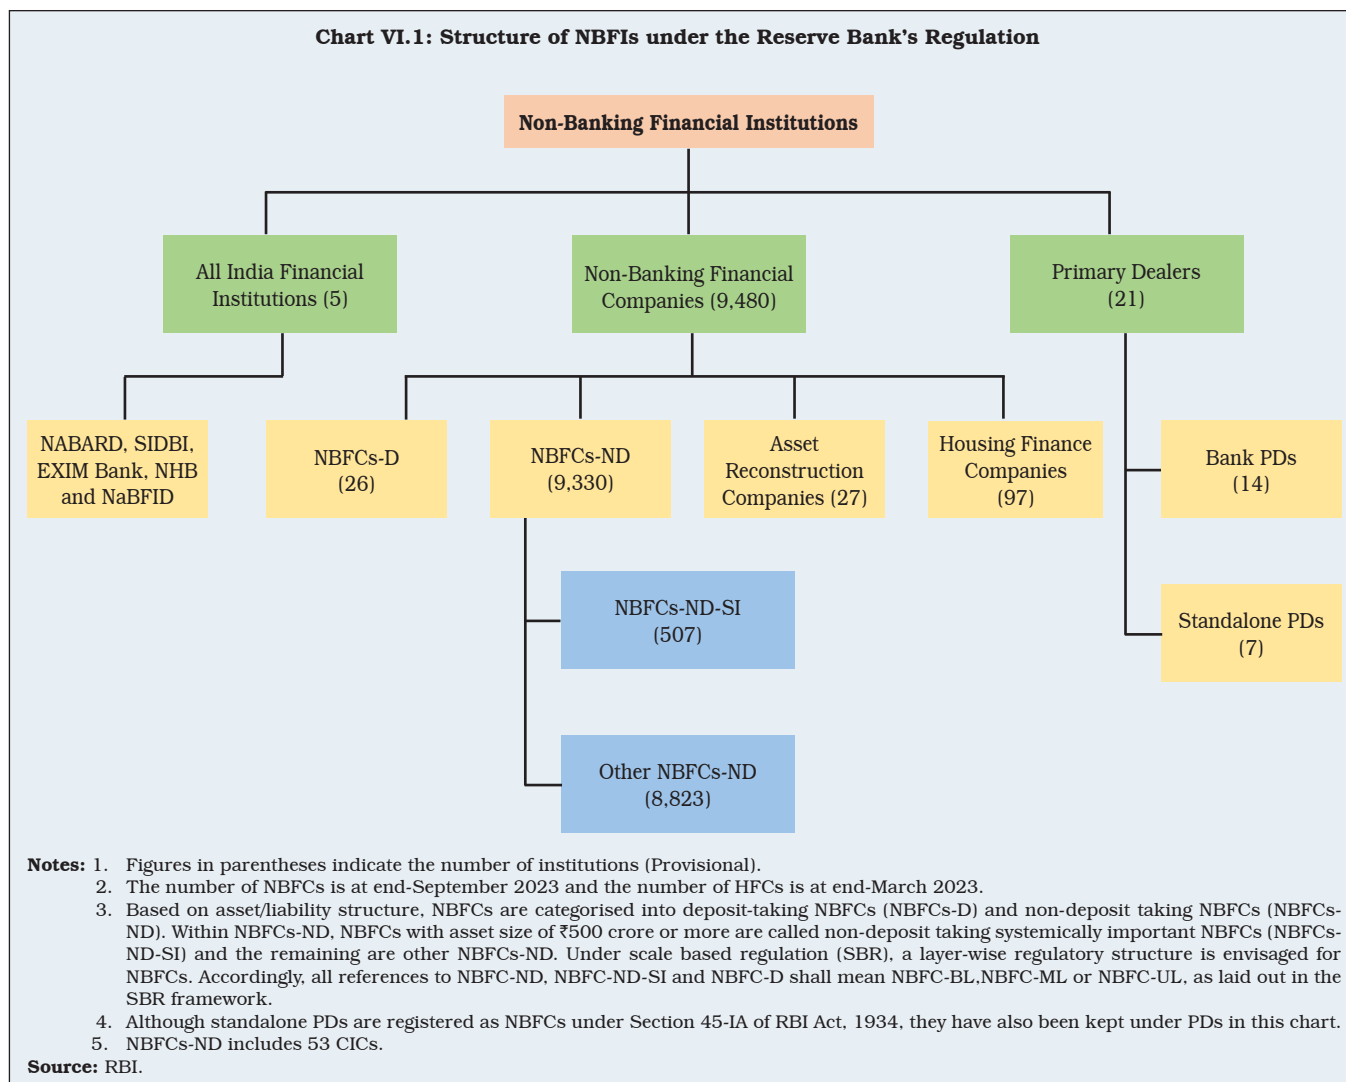 Chart VI.1: Structure of NBFIs under the Reserve Bank's Regulation
Non-Banking Financial Institutions
All India Financial
Institutions (5)
Non-Banking Financial
Companies (9,480)
Primary Dealers
(21)
NABARD, SIDBI,
EXIM Bank, NHB
and NaBFID
NBFCs-D
(26)
NBFCs-ND
(9,330)
Asset
Reconstruction
Companies (27)
Housing Finance
Companies
(97)
Bank PDs
(14)
NBFCs-ND-SI
(507)
Standalone PDs
(7)
Other NBFCs-ND
(8,823)
Notes: 1. Figures in parentheses indicate the number of institutions (Provisional).
2. The number of NBFCs is at end-September 2023 and the number of HFCs is at end-March 2023.
3. Based on asset/liability structure, NBFCs are categorised into deposit-taking NBFCs (NBFCs-D) and non-deposit taking NBFCs (NBFCs-
ND). Within NBFCs-ND, NBFCs with asset size of ₹500 crore or more are called non-deposit taking systemically important NBFCs (NBFCs-
ND-SI) and the remaining are other NBFCs-ND. Under scale based regulation (SBR), a layer-wise regulatory structure is envisaged for
NBFCs. Accordingly, all references to NBFC-ND, NBFC-ND-SI and NBFC-D shall mean NBFC-BL,NBFC-ML or NBFC-UL, as laid out in the
SBR framework.
4. Although standalone PDs are registered as NBFCs under Section 45-IA of RBI Act, 1934, they have also been kept under PDs in this chart.
5. NBFCs-ND includes 53 CICs.
Source: RBI.